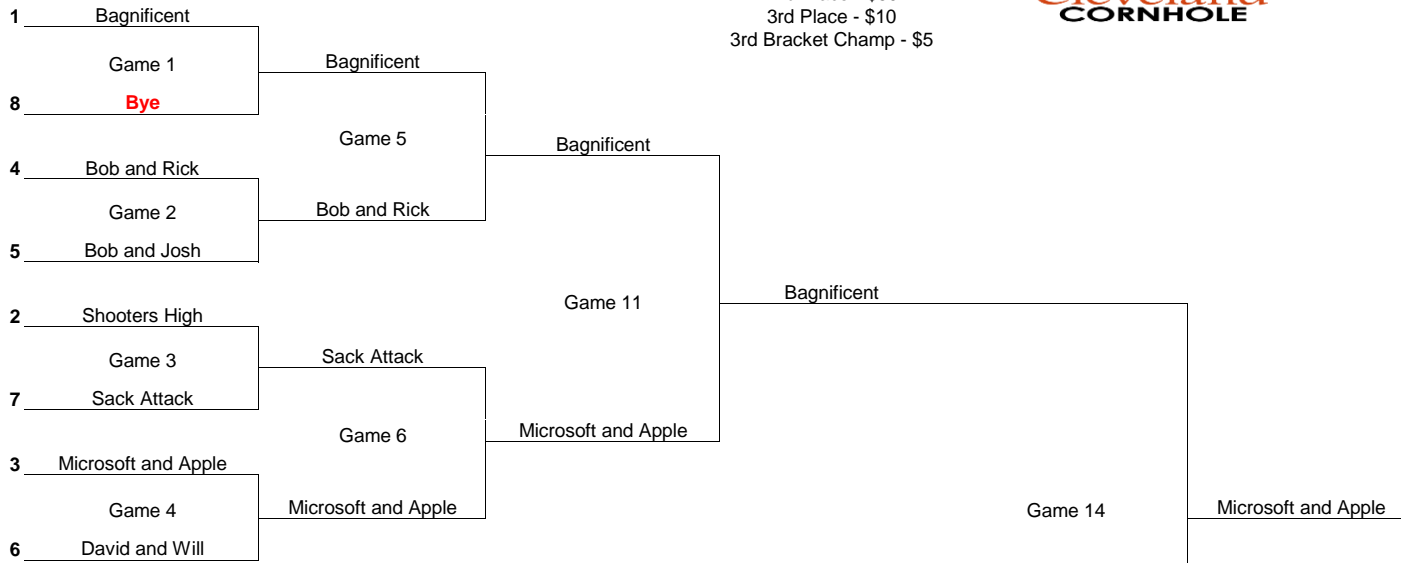 3rd Place - $10
3rd Bracket Champ - $5
CORNHOLE
1 Bagnificent
Game 1
Bagnificent
8 Bye
Game 5
Bagnificent
4 Bob and Rick
Game 2
Bob and Rick
5 Bob and Josh
Game 11
Bagnificent
2 Shooters High
Game 3
Sack Attack
7 Sack Attack
Game 6
Microsoft and Apple
3 Microsoft and Apple
Game 4
Microsoft and Apple
Game 14
Microsoft and Apple
6 David and Will